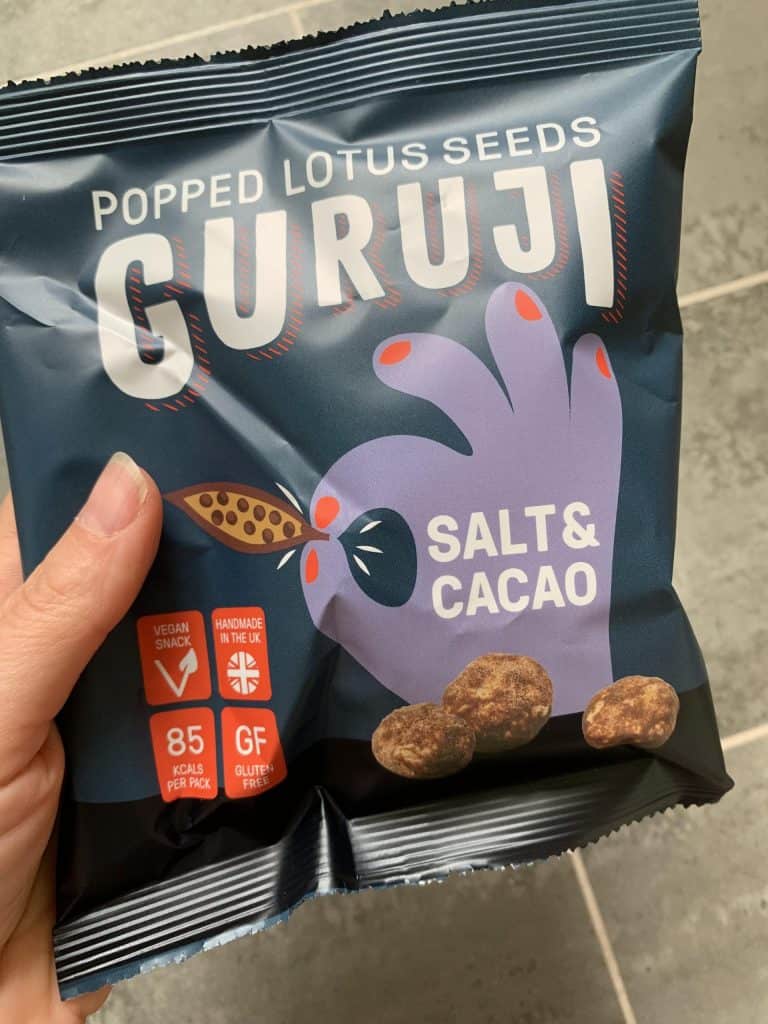 POPPED LOTUS SEEDS
GURUJI
SALT &
CACAO
VEGAN
SNACK
HANDMADE
IN THE UK
85
KCALS
PER PACK
GF
GLUTEN
FREE